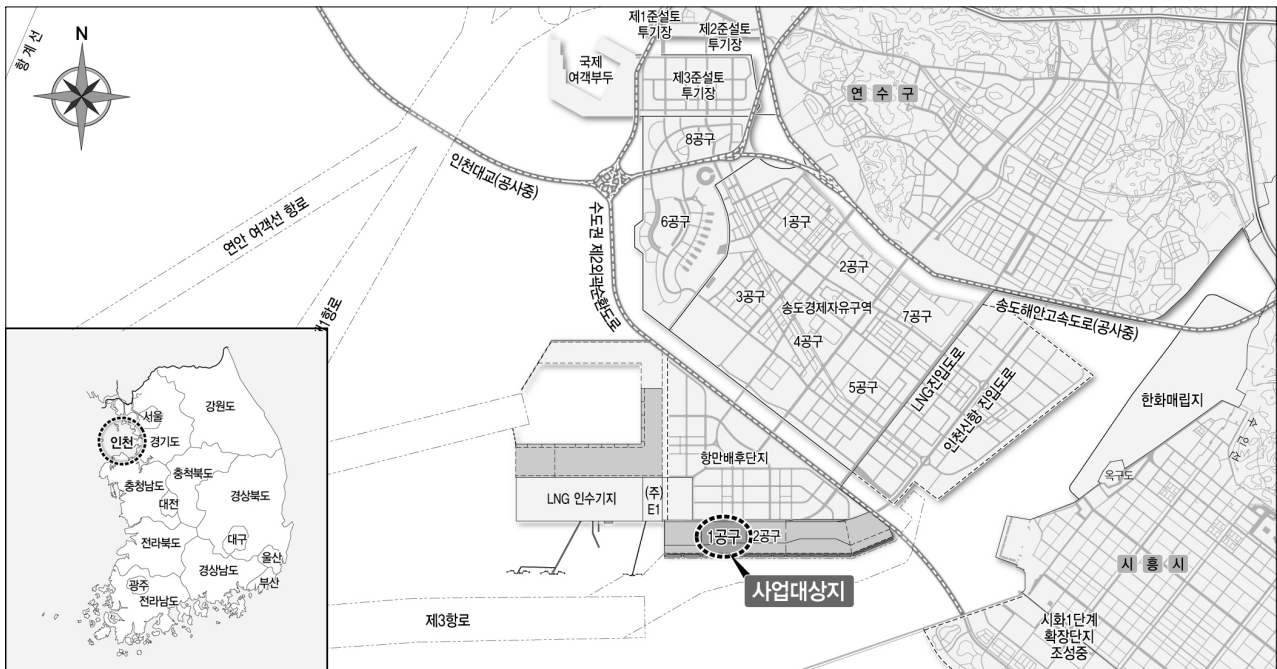 항계선
N
제1준설토
투기장
제2준설토
투기장
국제
여객부두
제3준설토
투기장
연수구
8공구
인천대교(공사중)
수도권 제2외곽순환도로
6공구
1공구
연안 여객선 항로
2공구
3공구
송도경제자유구역
7공구
송도해안고속도로(공사중)
4공구
5공구
LNG진입도로
인천신항 진입도로
한화매립지
수인선
옥구도
항만배후단지
LNG 인수기지
(주)
E1
1공구
2공구
사업대상지
제3항로
시흥시
시화1단계
확장단지
조성중
서울
강원도
인천
경기도
충청남도
충청북도
대전
경상북도
전라북도
대구
울산
경상남도
부산
광주
전라남도